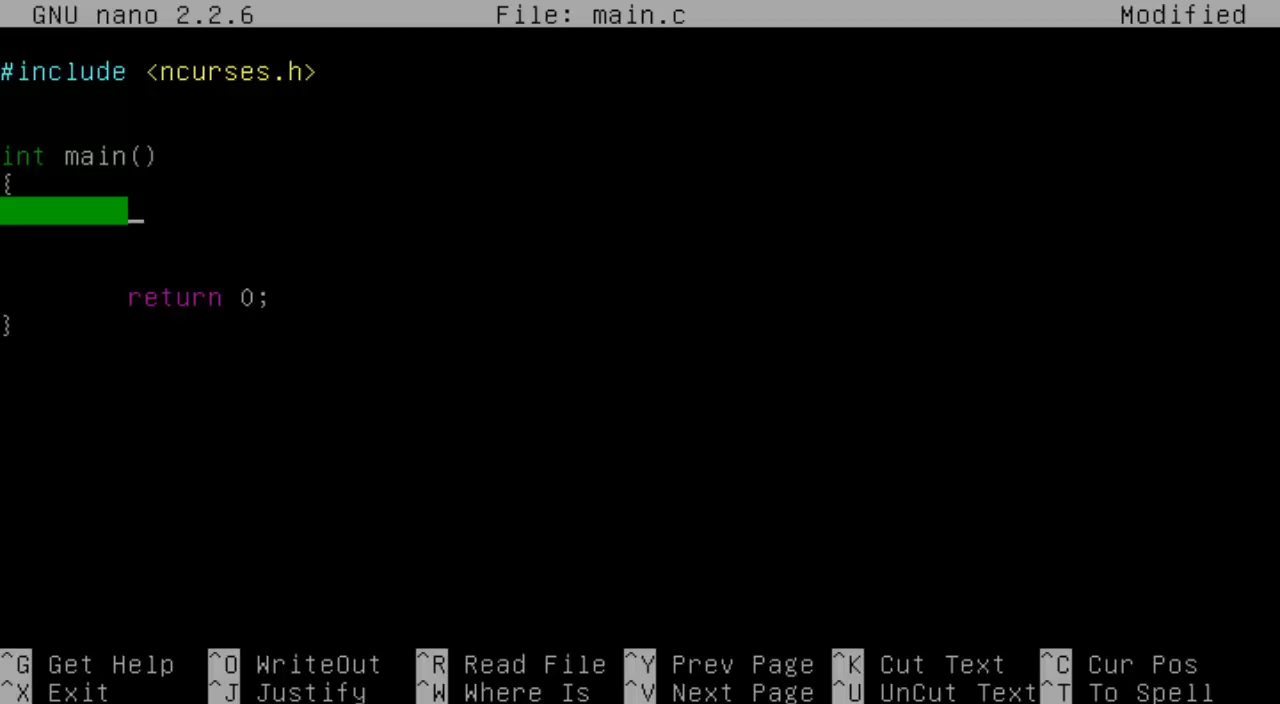 GNU nano 2.2.6 File: main.c Modified
#include <ncurses.h>
int main()
{
return 0;
}
^G Get Help ^O WriteOut ^R Read File ^Y Prev Page ^K Cut Text ^C Cur Pos
^X Exit ^J Justify ^W Where Is ^V Next Page ^U UnCut Text ^T To Spell